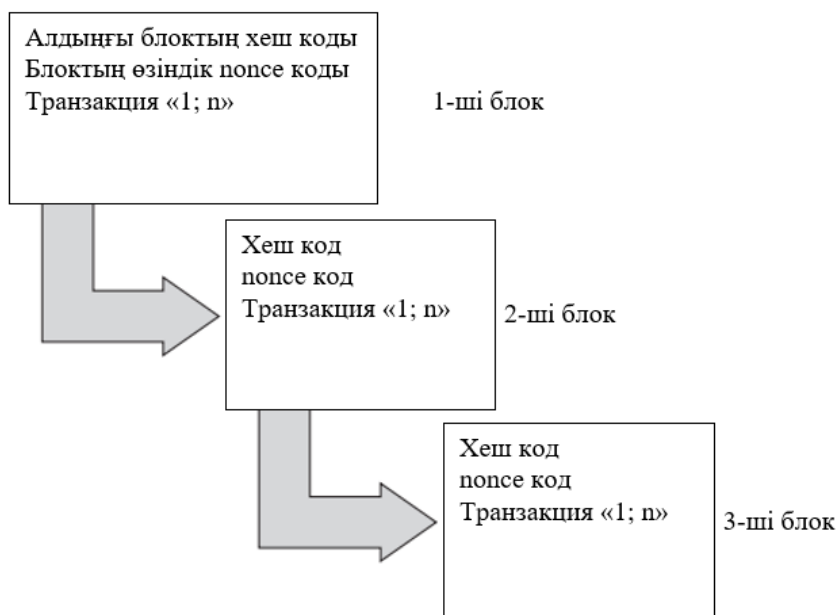 Алдыңғы блоктың хеш коды
Блоктың өзіндік nonce коды
Транзакция «1; n»
1-ші блок
Хеш код
nonce код
Транзакция «1; n»
2-ші блок
Хеш код
nonce код
Транзакция «1; n»
3-ші блок